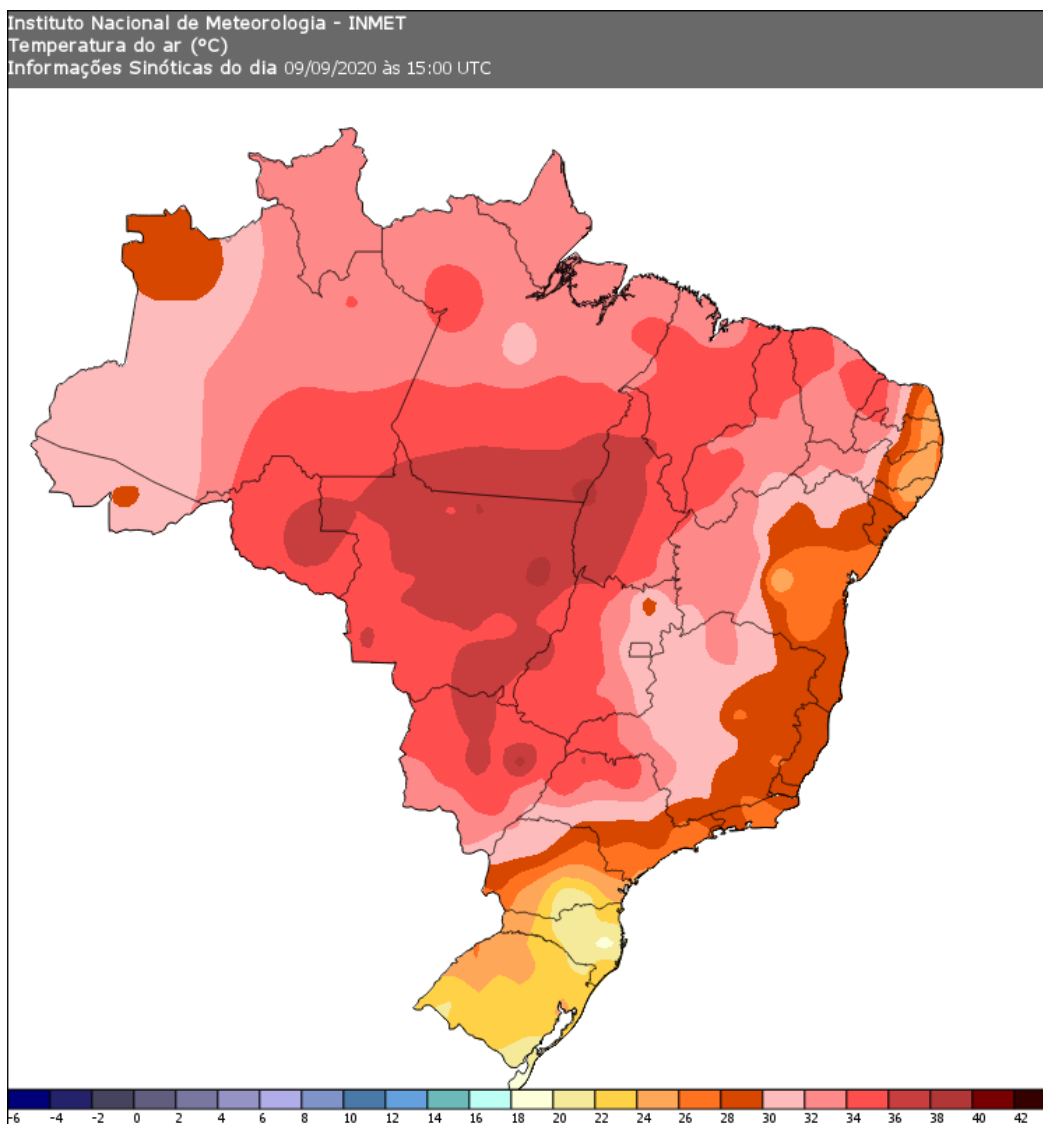 Instituto Nacional de Meteorologia - INMET
Temperatura do ar (°C)
Informações Sinóticas do dia 09/09/2020 às 15:00 UTC
-6 -4 -2 0 2 4 6 8 10 12 14 16 18 20 22 24 26 28 30 32 34 36 38 40 42